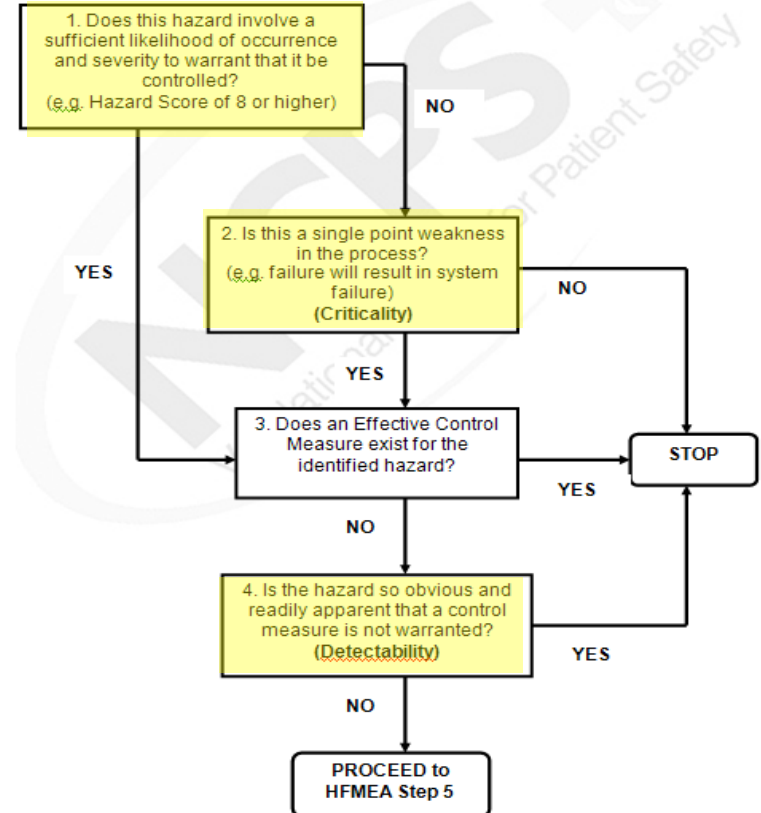 1. Does this hazard involve a
sufficient likelihood of occurrence
and severity to warrant that it be
controlled?
(e.g. Hazard Score of 8 or higher)
NO
2. Is this a single point weakness
in the process?
(e.g. failure will result in system
failure)
(Criticality)
YES
NO
YES
3. Does an Effective Control
Measure exist for the
identified hazard?
STOP
YES
NO
4. Is the hazard so obvious and
readily apparent that a control
measure is not warranted?
(Detectability)
YES
NO
PROCEED to
HFMEA Step 5
NCPS
for Patient Safety